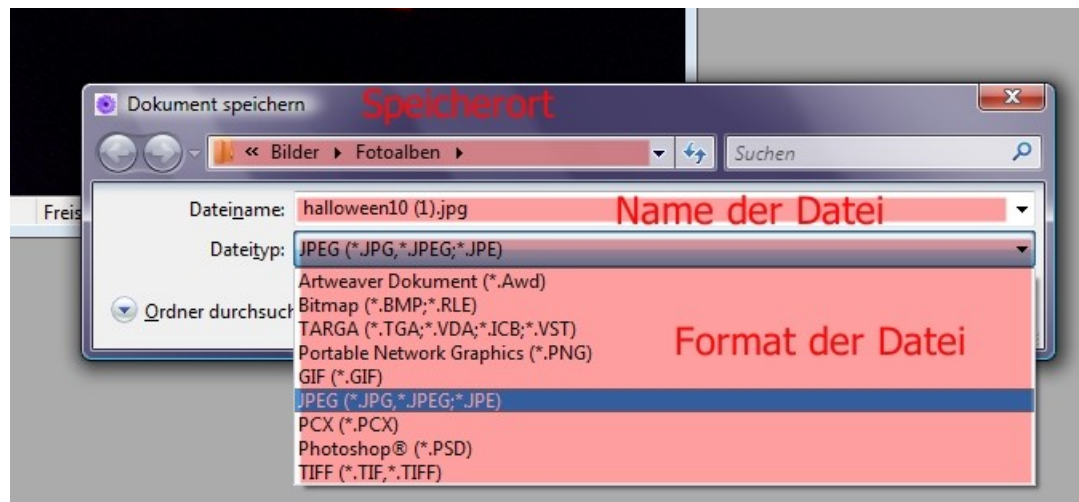 Dokument speichern Speicherort
« Bilder Fotoalben Suchen
Freis
Dateiname: halloween10 (1).jpg Name der Datei
Dateityp: JPEG (*.JPG,*.JPEG;*.JPE)
Artweaver Dokument (*.Awd)
Ordner durchsuch
Bitmap (*.BMP;*.RLE)
TARGA (*.TGA;*.VDA;*.ICB;*.VST)
Format der Datei
Portable Network Graphics (*.PNG)
GIF (*.GIF)
JPEG (*.JPG,*.JPEG;*.JPE)
PCX (*.PCX)
Photoshop® (*.PSD)
TIFF (*.TIF,*.TIFF)